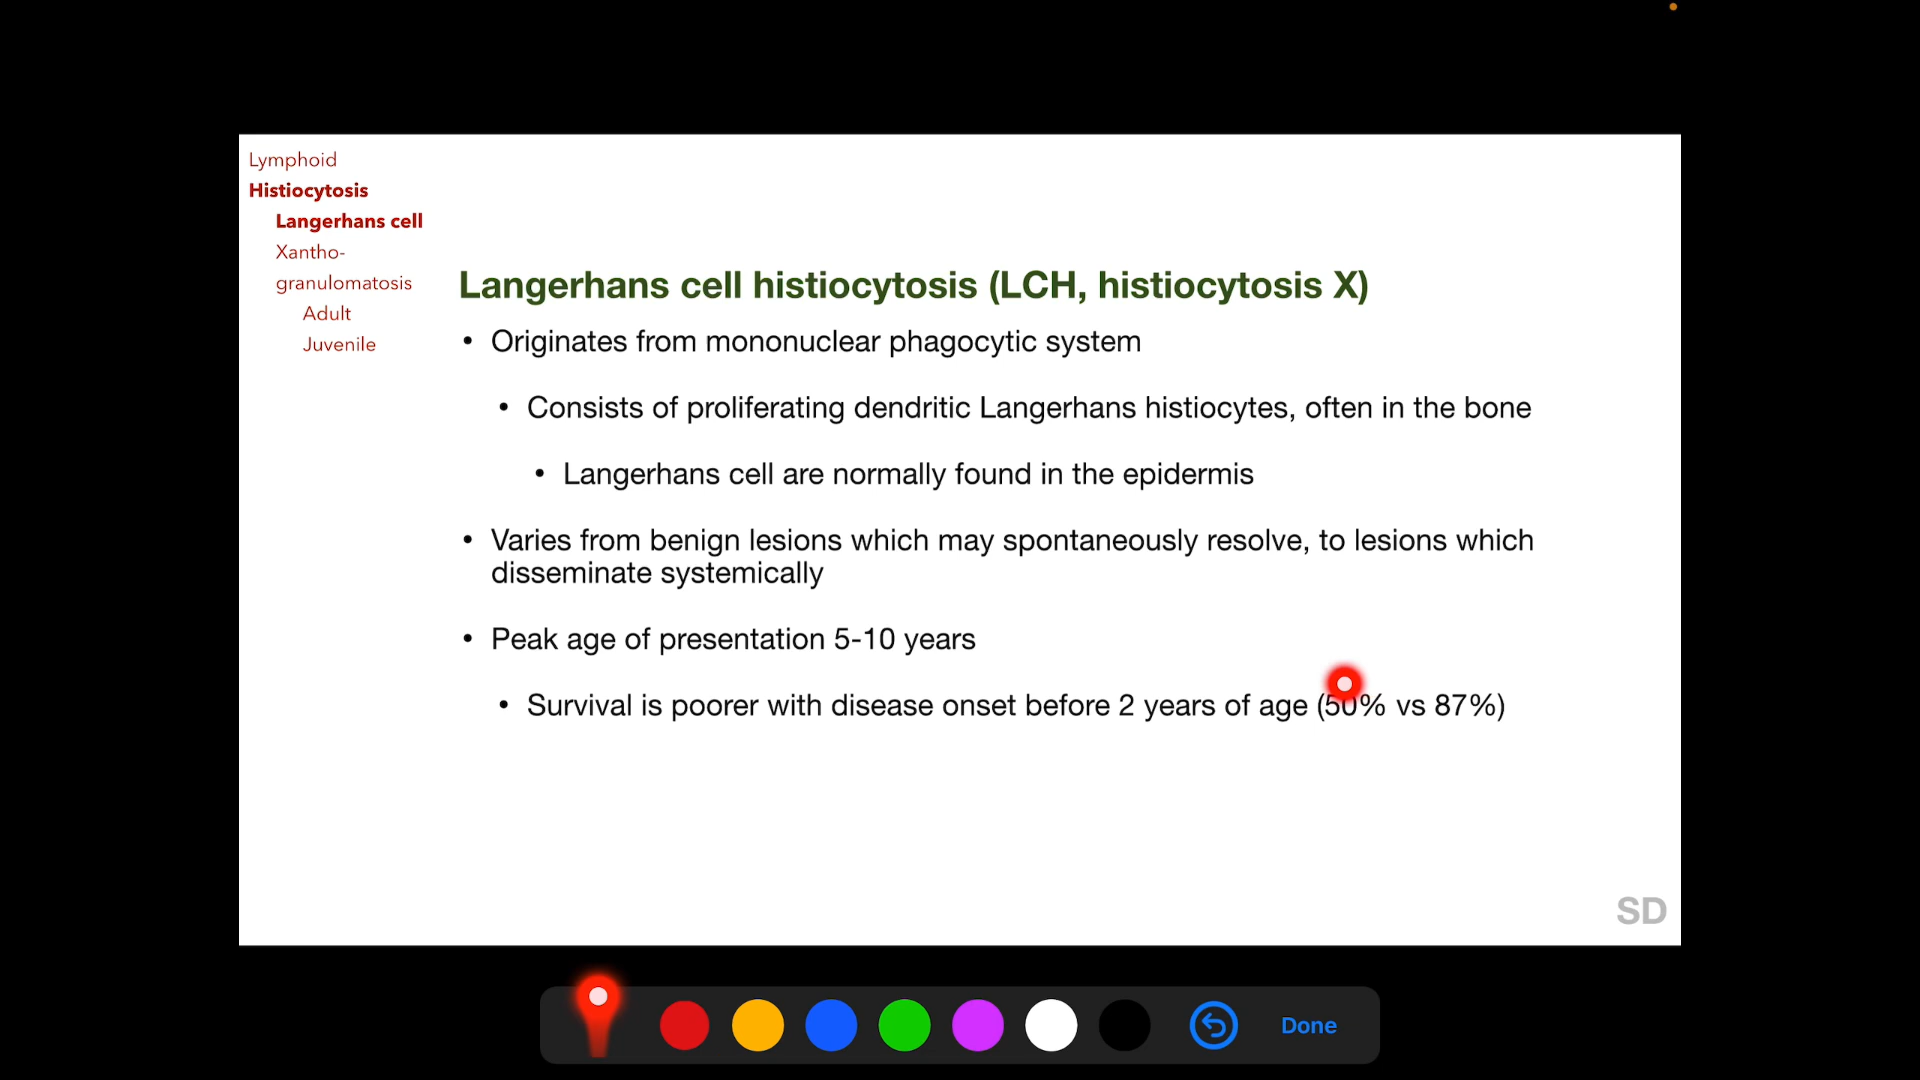 Lymphoid
Histiocytosis
Langerhans cell
Xantho-
granulomatosis
Adult
Juvenile
Langerhans cell histiocytosis (LCH, histiocytosis X)
• Originates from mononuclear phagocytic system
• Consists of proliferating dendritic Langerhans histiocytes, often in the bone
• Langerhans cell are normally found in the epidermis
• Varies from benign lesions which may spontaneously resolve, to lesions which
disseminate systemically
• Peak age of presentation 5-10 years
• Survival is poorer with disease onset before 2 years of age (50% vs 87%)
SD
Done